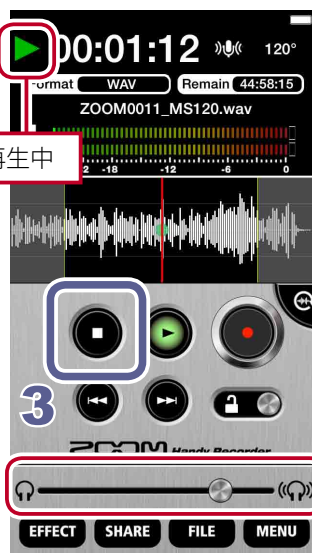 00:01:12 120°
Format WAV Remain 44:58:15
ZOOM0011_MS120.wav
再生中
-18 -12 -6 0
3
ZOOM Handy Recorder
EFFECT SHARE FILE MENU